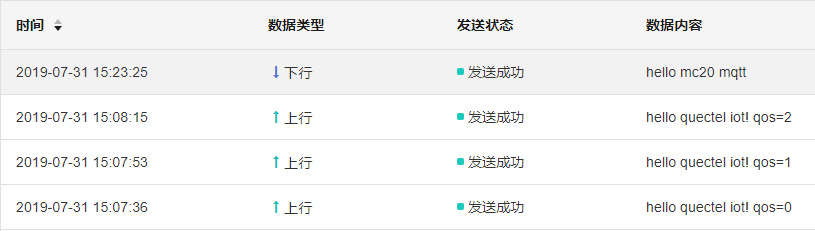 时间 数据类型 发送状态 数据内容
2019-07-31 15:23:25 下行 发送成功 hello mc20 mqtt
2019-07-31 15:08:15 上行 发送成功 hello quectel iot! qos=2
2019-07-31 15:07:53 上行 发送成功 hello quectel iot! qos=1
2019-07-31 15:07:36 上行 发送成功 hello quectel iot! qos=0